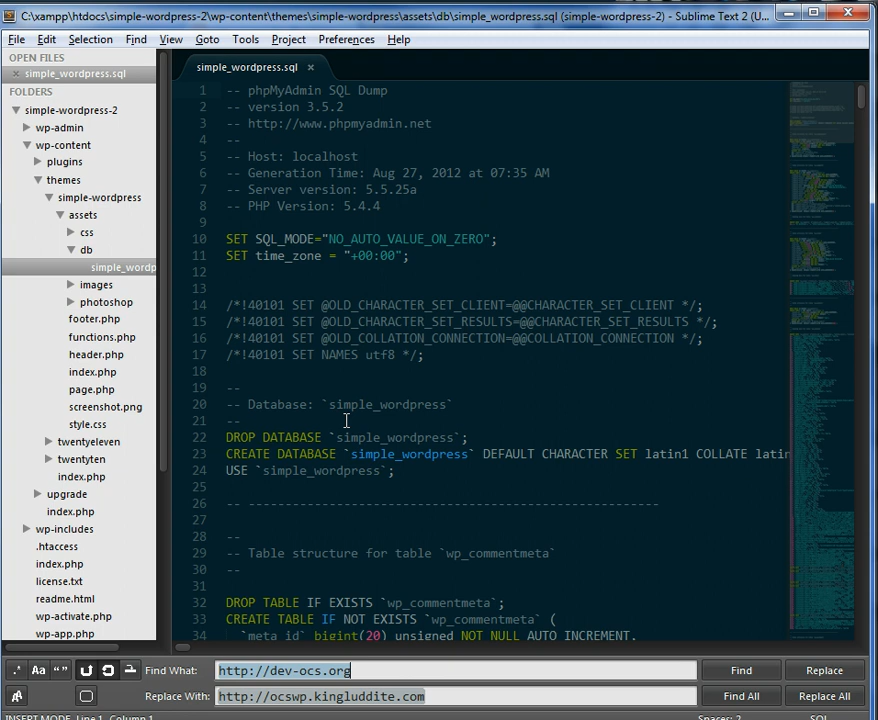 C:\xampp\htdocs\simple-wordpress-2\wp-content\themes\simple-wordpress\assets\db\simple_wordpress.sql (simple-wordpress-2) - Sublime Text 2 (U...
File Edit Selection Find View Goto Tools Project Preferences Help
OPEN FILES
simple_wordpress.sql
FOLDERS
simple-wordpress-2
wp-admin
wp-content
plugins
themes
simple-wordpress
assets
css
db
simple_wordp
images
photoshop
footer.php
functions.php
header.php
index.php
page.php
screenshot.png
style.css
twentyeleven
twentyten
index.php
upgrade
index.php
wp-includes
.htaccess
index.php
license.txt
readme.html
wp-activate.php
wp-app.php
simple_wordpress.sql ×
1 -- phpMyAdmin SQL Dump
2 -- version 3.5.2
3 -- http://www.phpmyadmin.net
4 --
5 -- Host: localhost
6 -- Generation Time: Aug 27, 2012 at 07:35 AM
7 -- Server version: 5.5.25a
8 -- PHP Version: 5.4.4
9
10 SET SQL_MODE="NO_AUTO_VALUE_ON_ZERO";
11 SET time_zone = "+00:00";
12
13
14 /*!40101 SET @OLD_CHARACTER_SET_CLIENT=@@CHARACTER_SET_CLIENT */;
15 /*!40101 SET @OLD_CHARACTER_SET_RESULTS=@@CHARACTER_SET_RESULTS */;
16 /*!40101 SET @OLD_COLLATION_CONNECTION=@@COLLATION_CONNECTION */;
17 /*!40101 SET NAMES utf8 */;
18
19 --
20 -- Database: `simple_wordpress`
21 --
22 DROP DATABASE `simple_wordpress`;
23 CREATE DATABASE `simple_wordpress` DEFAULT CHARACTER SET latin1 COLLATE latin
24 USE `simple_wordpress`;
25
26 -- --------------------------------------------------------
27
28 --
29 -- Table structure for table `wp_commentmeta`
30 --
31
32 DROP TABLE IF EXISTS `wp_commentmeta`;
33 CREATE TABLE IF NOT EXISTS `wp_commentmeta` (
34 `meta_id` bigint(20) unsigned NOT NULL AUTO_INCREMENT,
.* Aa “ ” Find What: http://dev-ocs.org Find Replace
Replace With: http://ocswp.kingluddite.com Find All Replace All
INSERT MODE, Line 1, Column 1 Spaces: 2 SQL